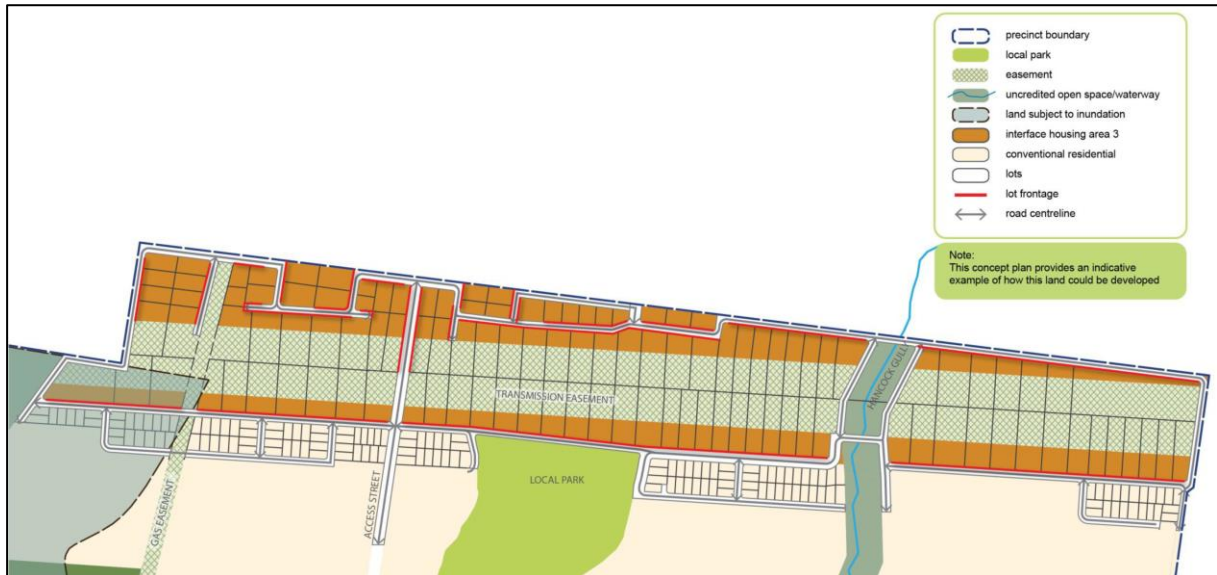 precinct boundary
local park
easement
uncredited open space/waterway
land subject to inundation
interface housing area 3
conventional residential
lots
lot frontage
road centreline
Note:
This concept plan provides an indicative
example of how this land could be developed
HANCOCK GULLY
TRANSMISSION EASEMENT
LOCAL PARK
ACCESS STREET
GAS EASEMENT